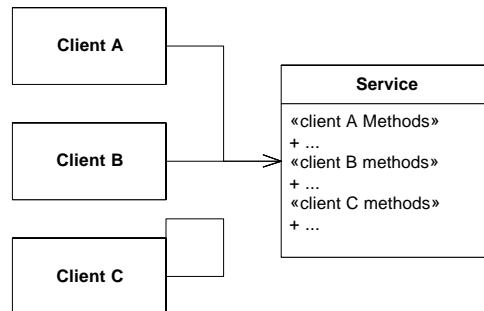 Client A
Service
«client A Methods»
+ ...
Client B
«client B methods»
+ ...
«client C methods»
+ ...
Client C